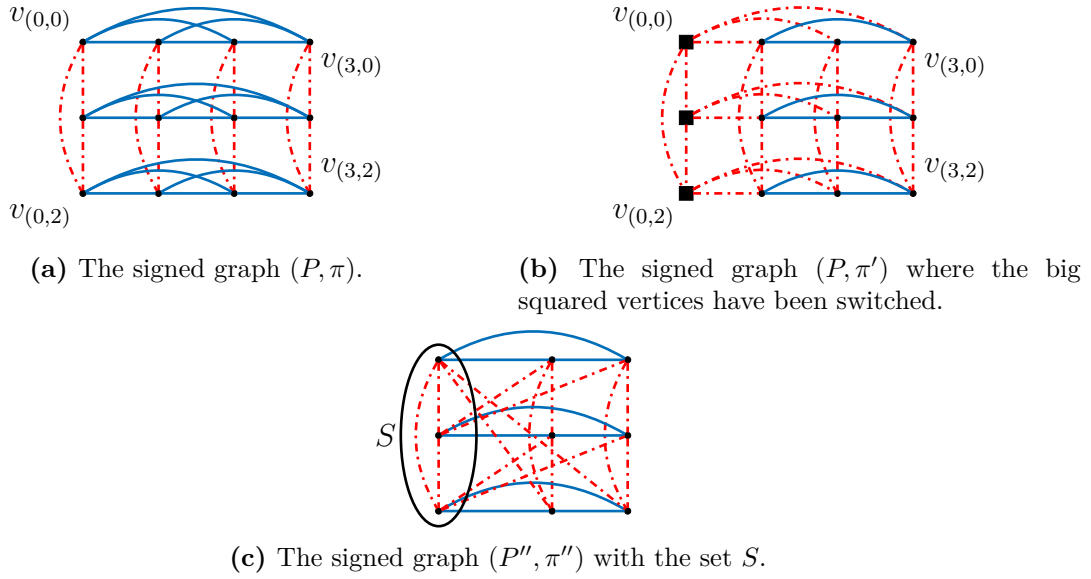 v(0,0)
v(3,0)
v(3,2)
v(0,2)
(a) The signed graph (P, π).
v(0,0)
v(3,0)
v(3,2)
v(0,2)
(b) The signed graph (P, π′) where the big
squared vertices have been switched.
S
(c) The signed graph (P′′, π′′) with the set S.